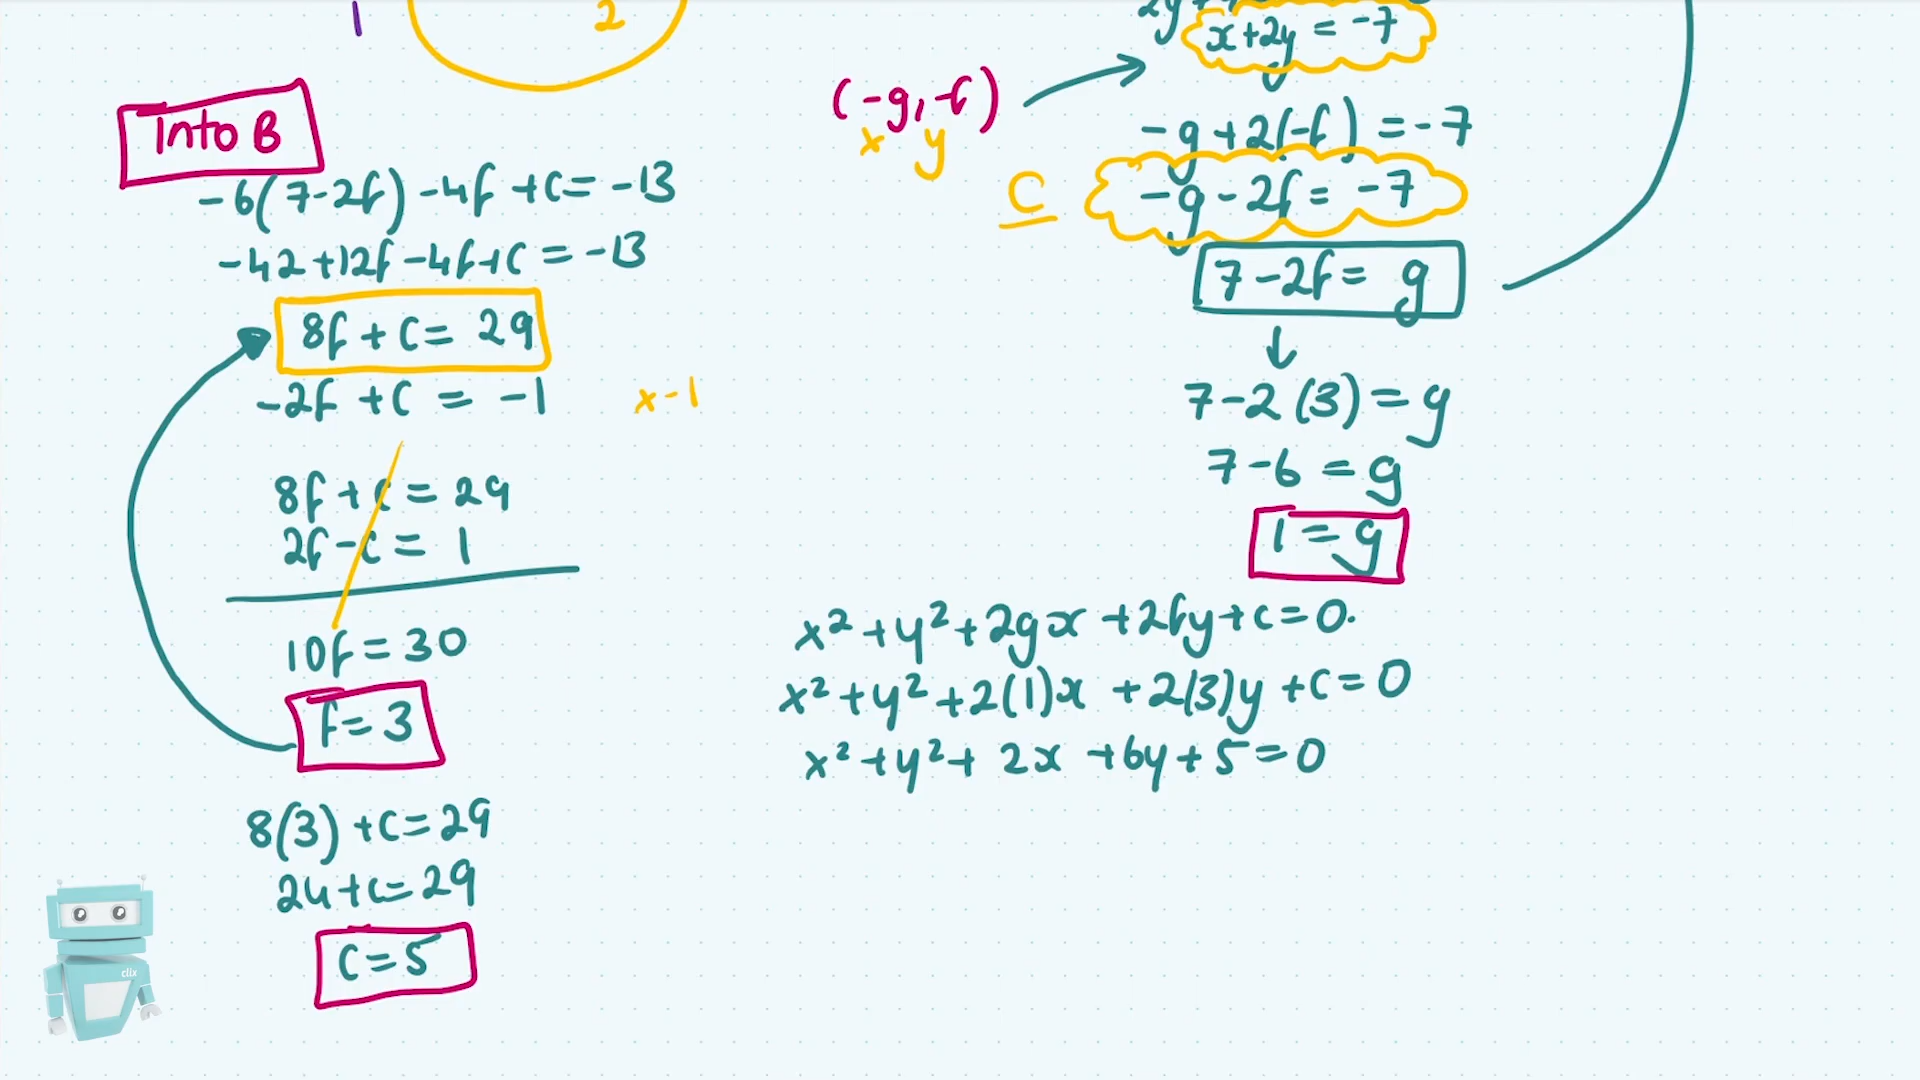 1
2
Into B
-6(7-2f) -4f +c= -13
-42+12f-4f+c = -13
8f + c= 29
-2f +c = -1 x-1
8f + c = 29
2f - c = 1
10f = 30
f = 3
8(3) +c=29
24+c=29
c=5
clix
x+2y = -7
(-g,-f)
x y
-g+2(-f) =-7
C
-g-2f= -7
7-2f= g
↓
7-2(3)=g
7-6 =g
1=g
x²+y²+2gx +2fy+c=0.
x²+y²+2(1)x +2(3)y +c=0
x²+y²+ 2x +6y+5=0